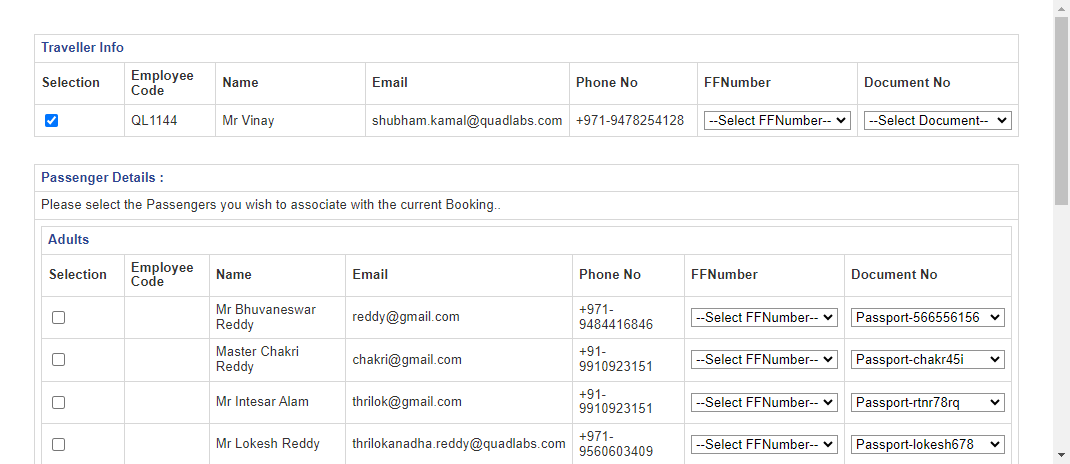 Traveller Info
Selection Employee Code Name Email Phone No FFNumber Document No
QL1144 Mr Vinay shubham.kamal@quadlabs.com +971-9478254128 --Select FFNumber-- --Select Document--
Passenger Details :
Please select the Passengers you wish to associate with the current Booking..
Adults
Selection Employee Code Name Email Phone No FFNumber Document No
Mr Bhuvaneswar Reddy reddy@gmail.com +971-9484416846 --Select FFNumber-- Passport-566556156
Master Chakri Reddy chakri@gmail.com +91-9910923151 --Select FFNumber-- Passport-chakr45i
Mr Intesar Alam thrilok@gmail.com +91-9910923151 --Select FFNumber-- Passport-rtnr78rq
Mr Lokesh Reddy thrilokanadha.reddy@quadlabs.com +971-9560603409 --Select FFNumber-- Passport-lokesh678